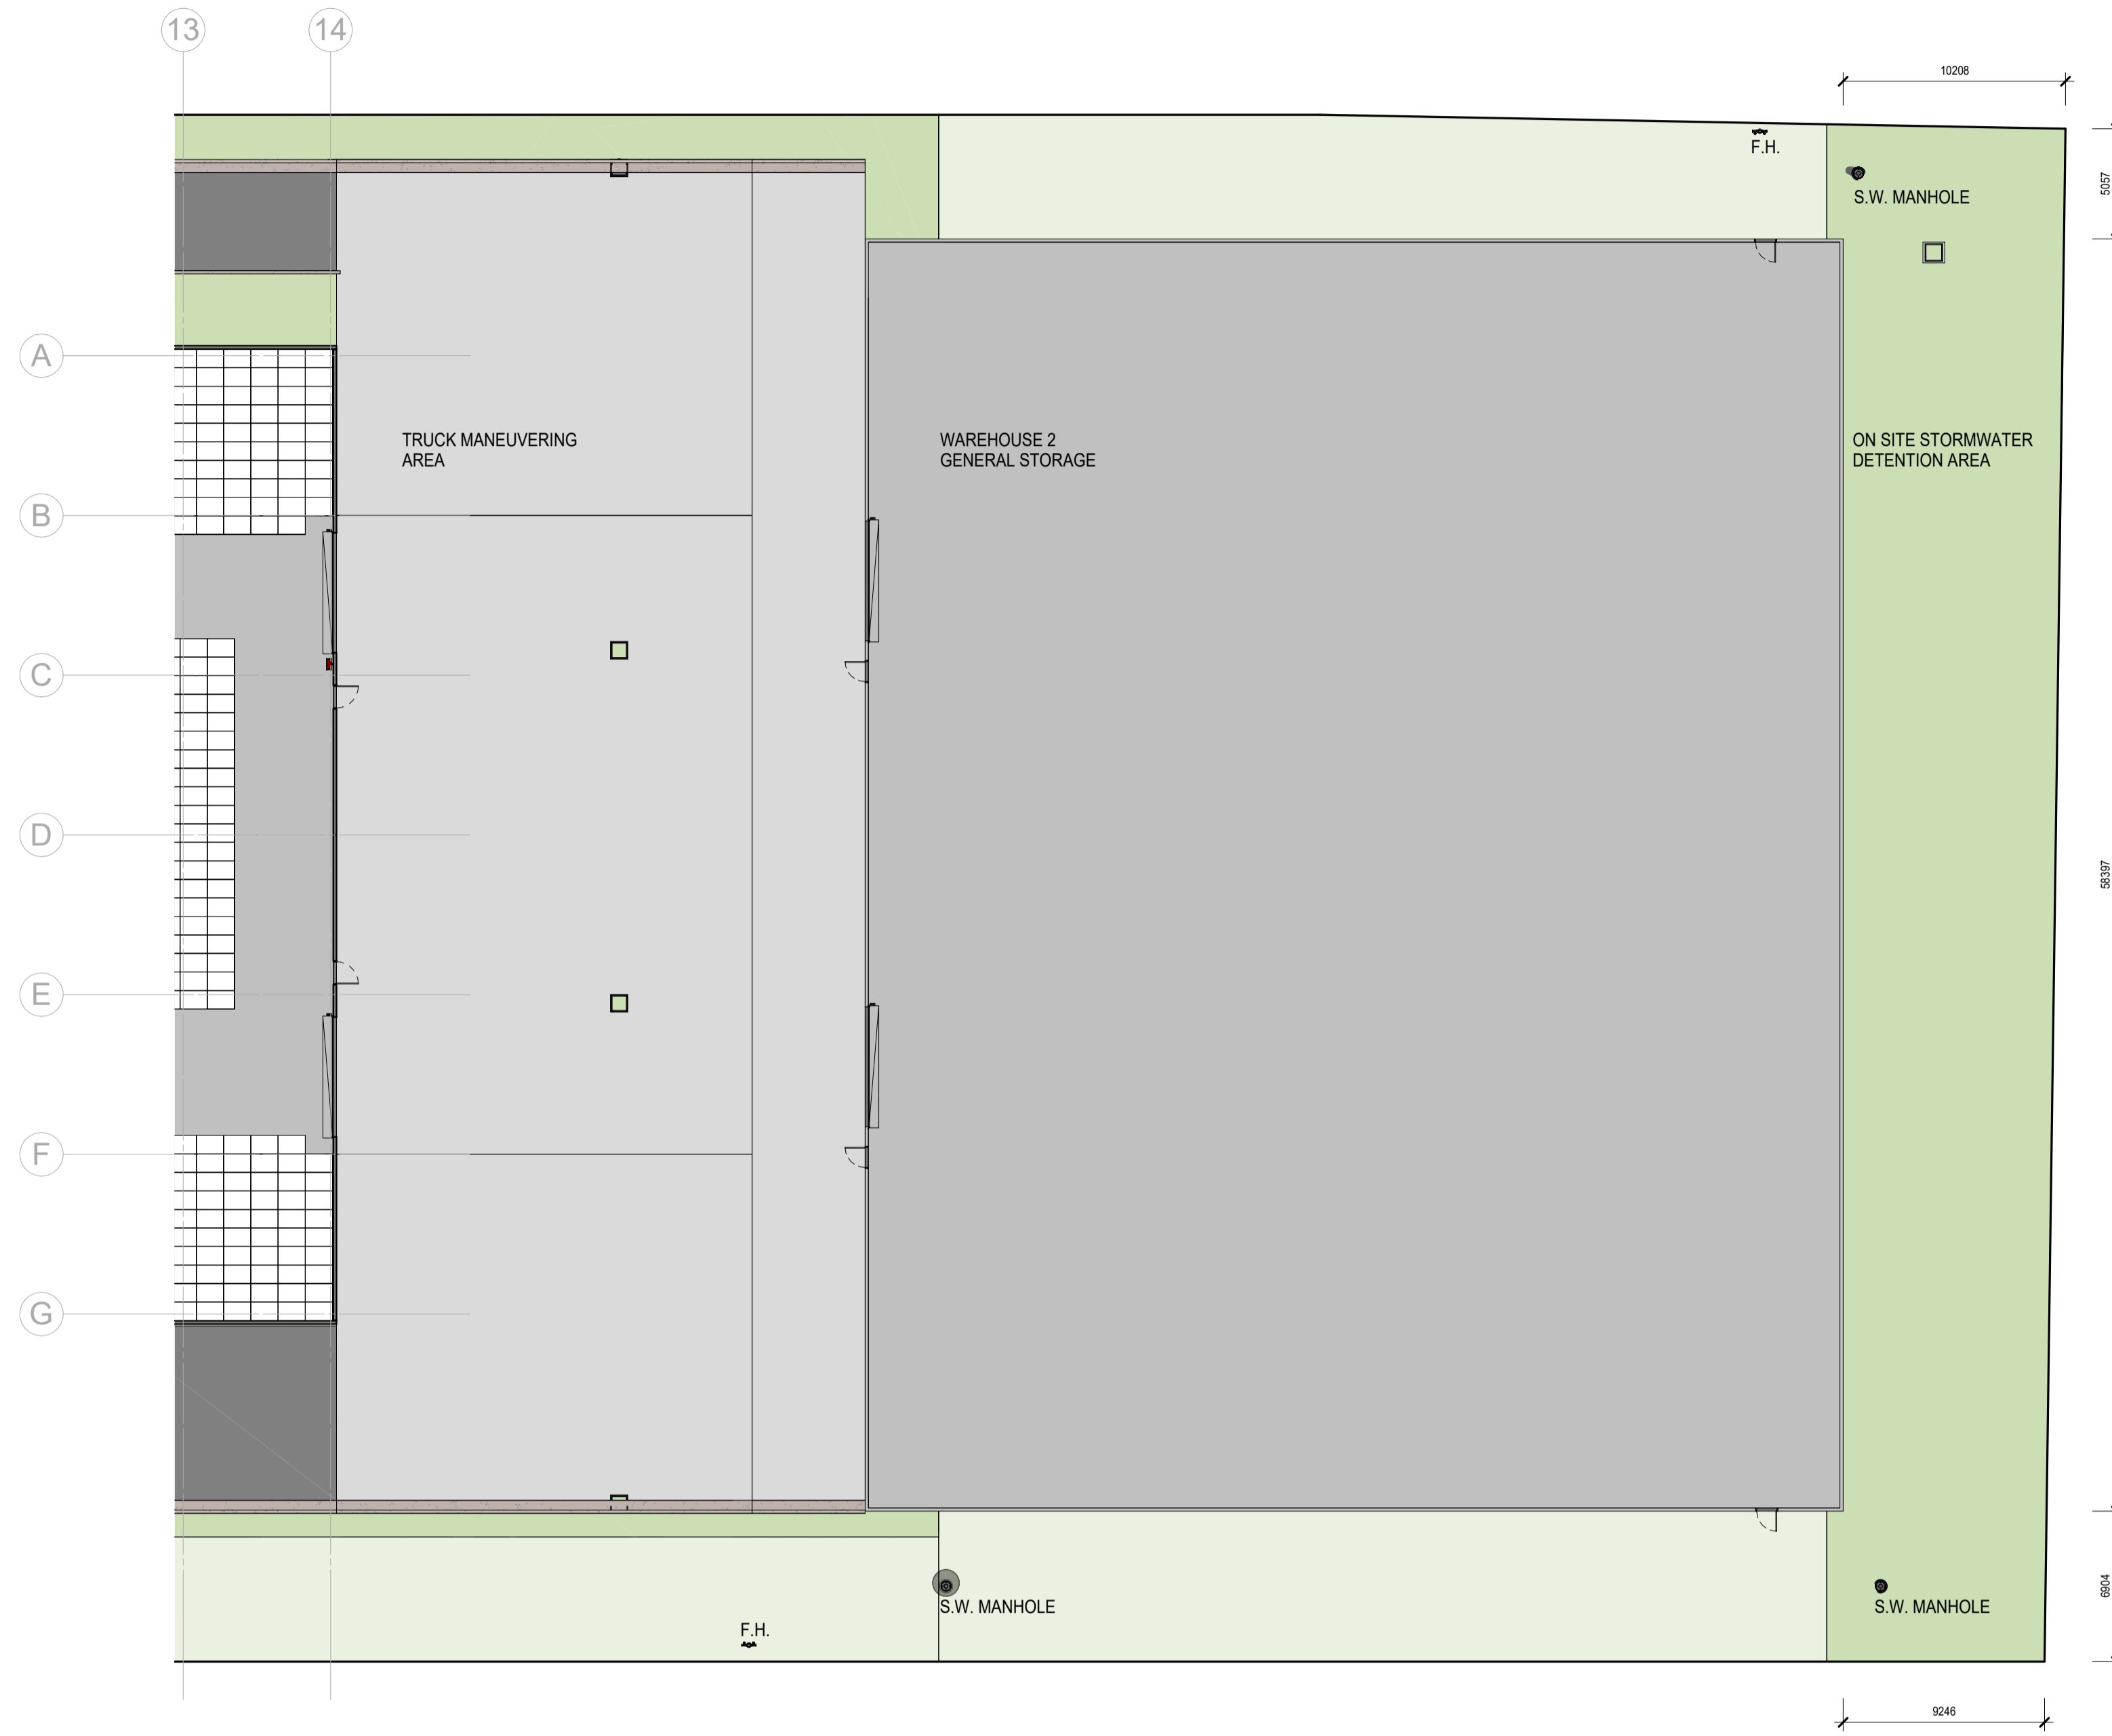 13
14
10208
F.H.
5057
S.W. MANHOLE
A
TRUCK MANEUVERING
AREA
WAREHOUSE 2
GENERAL STORAGE
ON SITE STORMWATER
DETENTION AREA
B
C
D
58397
E
F
G
6904
S.W. MANHOLE
S.W. MANHOLE
F.H.
9246